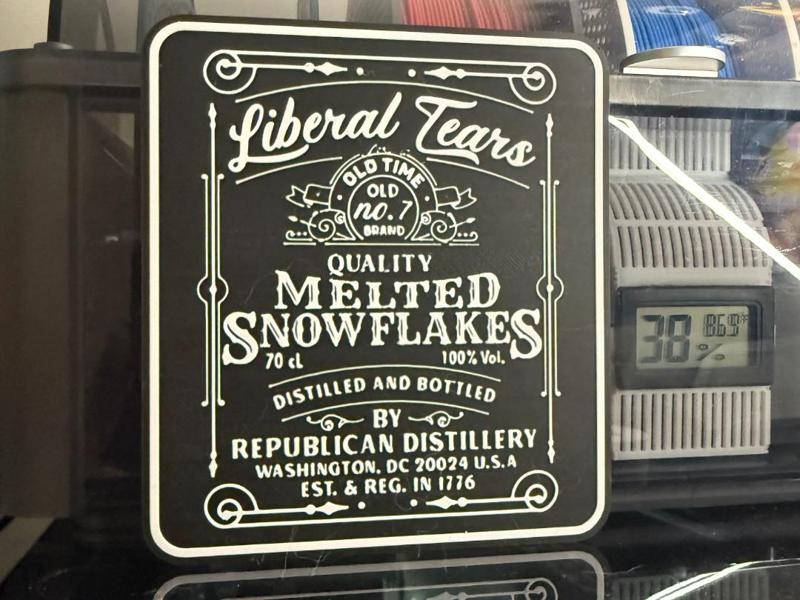 Liberal Tears
OLD TIME
OLD
no.7
BRAND
QUALITY
MELTED
SNOWFLAKES
70 cL 100% Vol.
DISTILLED AND BOTTLED
BY
REPUBLICAN DISTILLERY
WASHINGTON, DC 20024 U.S.A
EST. & REG. IN 1776
38 %